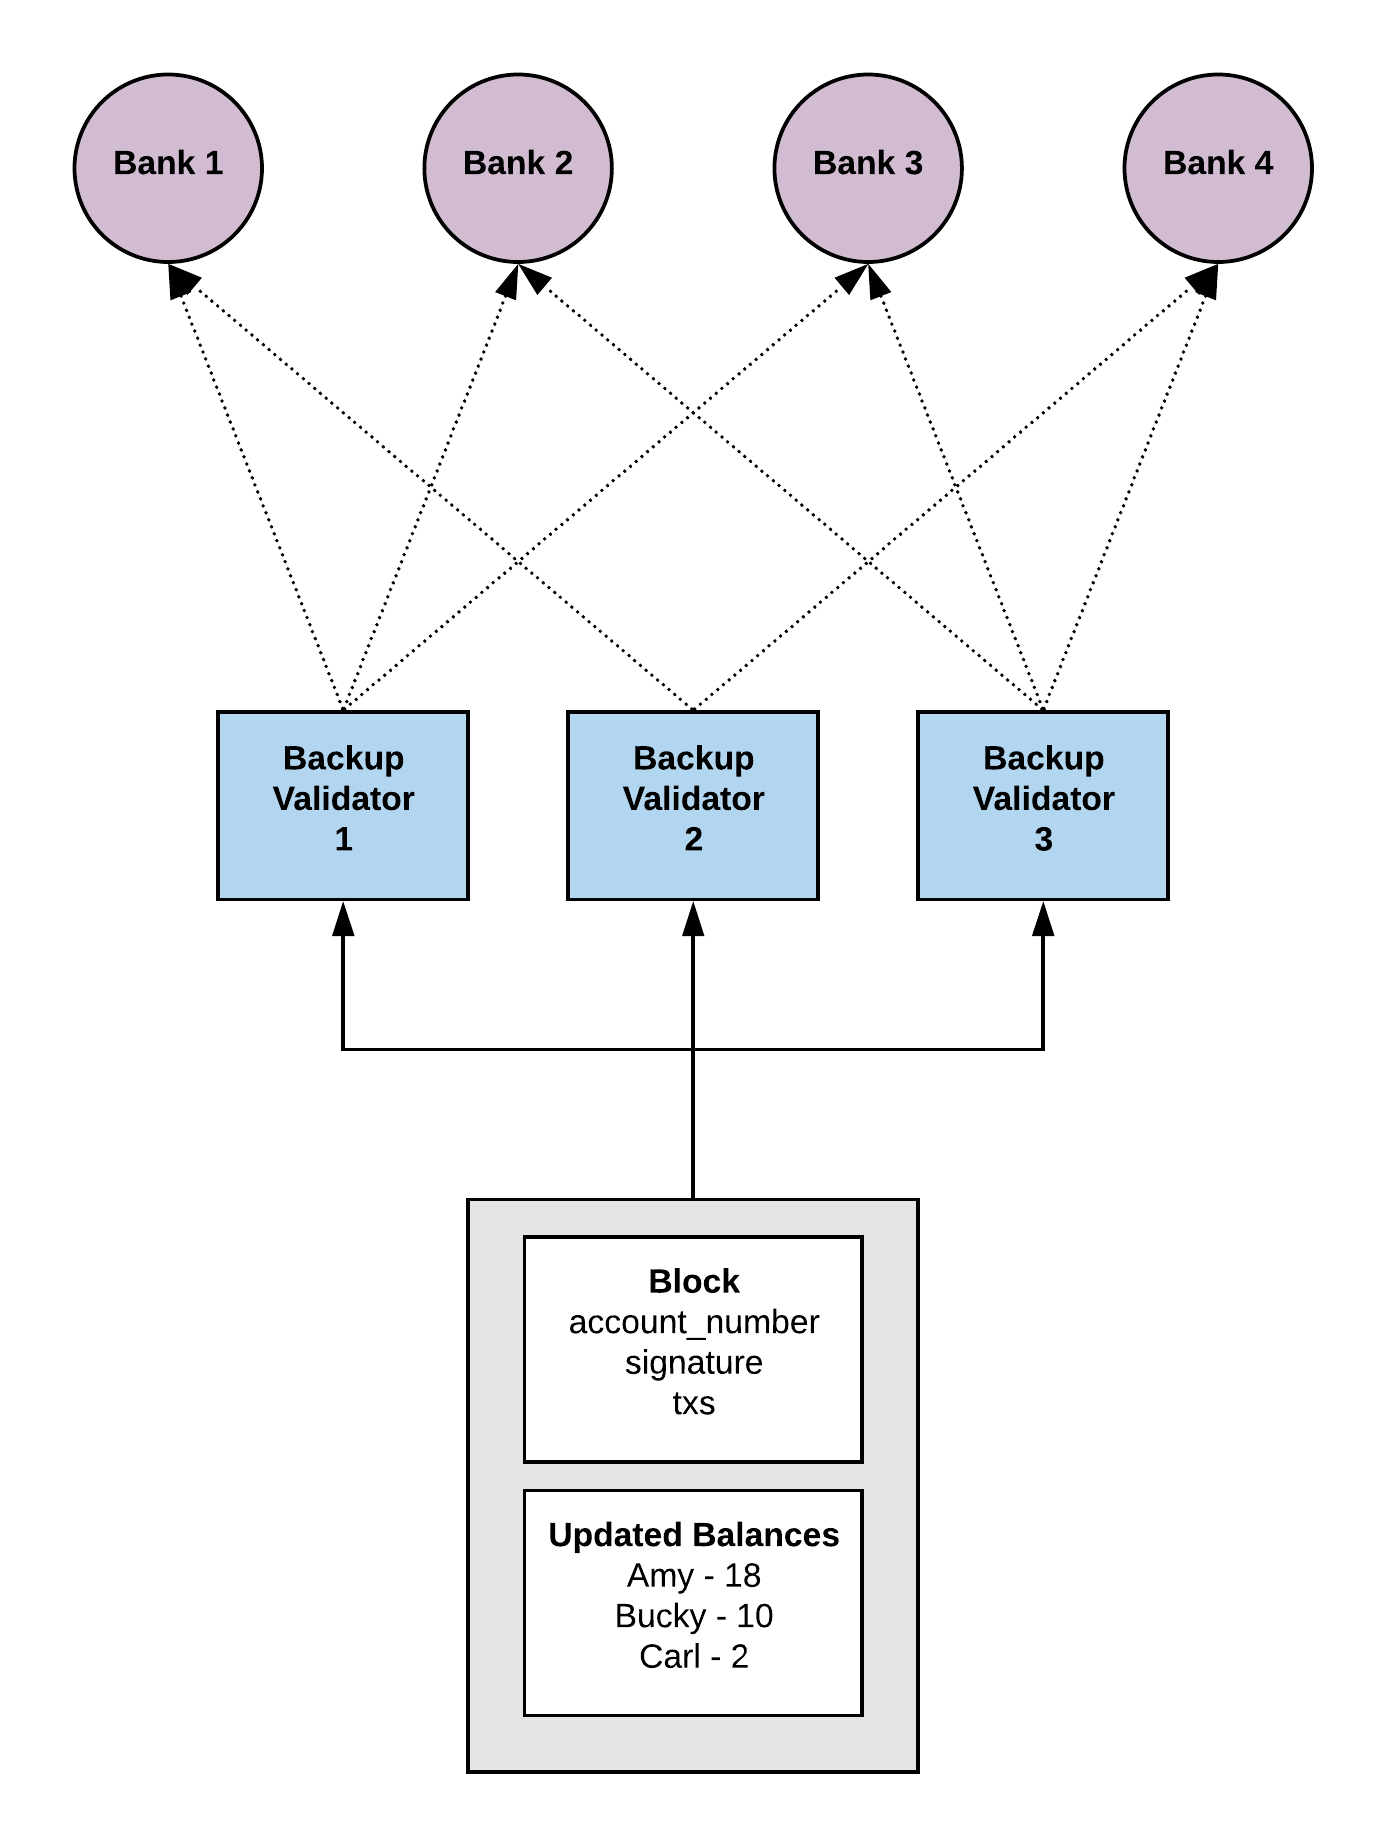 Bank 1
Bank 2
Bank 3
Bank 4
Backup
Validator
1
Backup
Validator
2
Backup
Validator
3
Block
account_number
signature
txs
Updated Balances
Amy - 18
Bucky - 10
Carl - 2